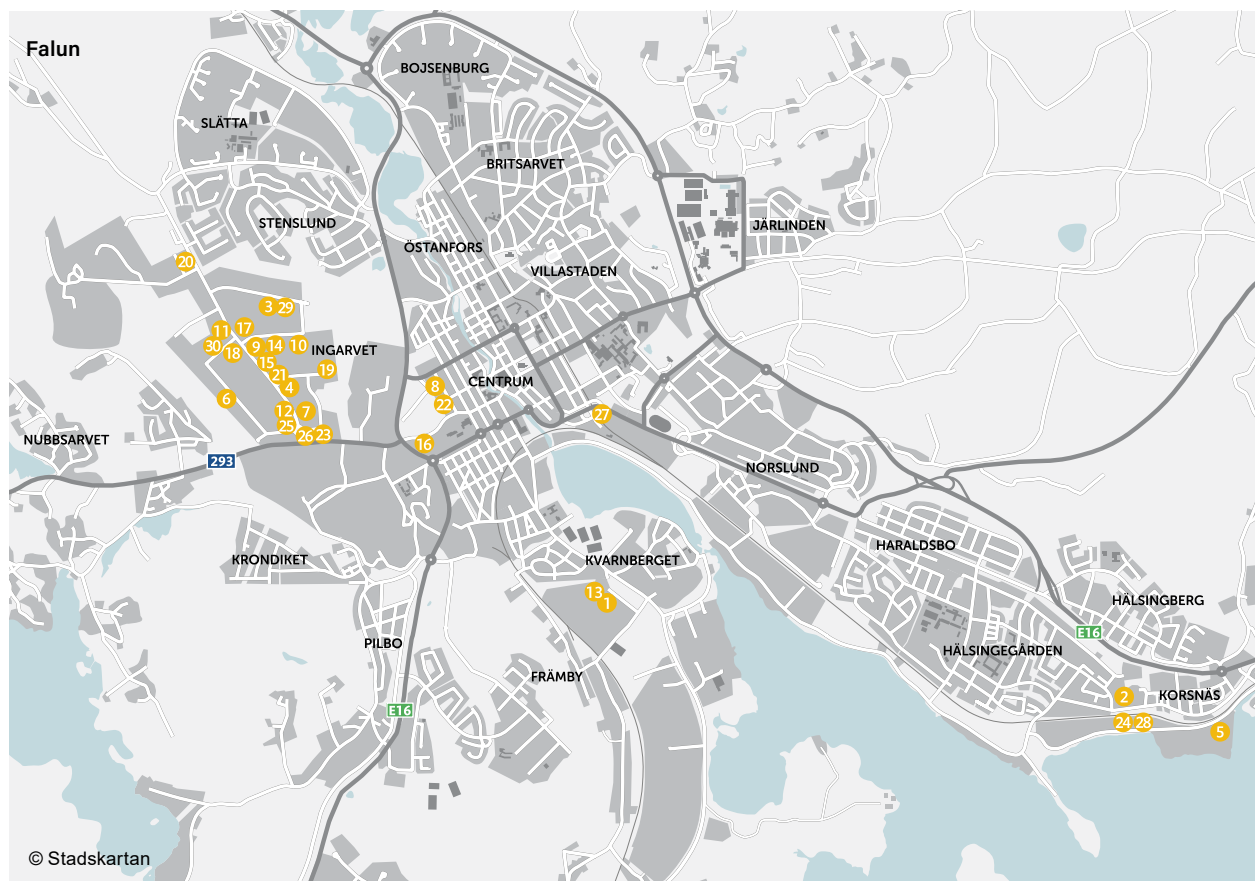 Falun
BOJSENBURG
SLÄTTA
BRITSARVET
STENSLUND
JÄRLINDEN
ÖSTANFORS
20
VILLASTADEN
3 29
11 17
30 18 9 14 10
INGARVET
15
21
19
4
CENTRUM
8
6
22
12 7
27
25
26 23
NUBBSARVET
16
293
NORSLUND
HARALDSBO
KRONDIKET
KVARNBERGET
13
1
HÄLSINGBERG
E16
PILBO
HÄLSINGEGÅRDEN
FRÄMBY
2
KORSNÄS
E16
24 28
5
© Stadskartan